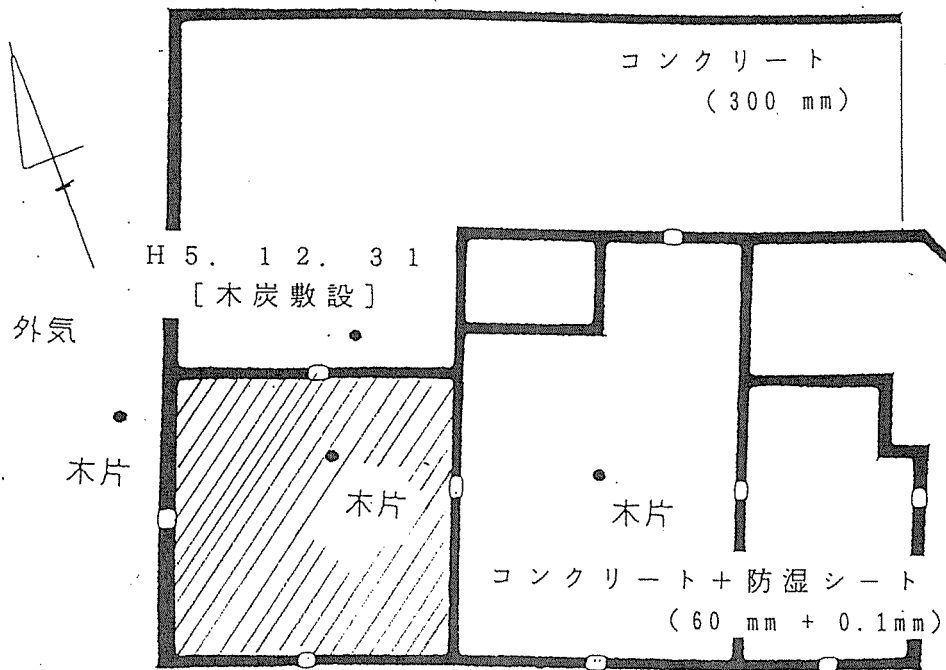 コンクリート
(300 mm)
H5. 12. 31
[木炭敷設]
外気
木片
木片
木片
コンクリート+防湿シート
(60 mm + 0.1mm)